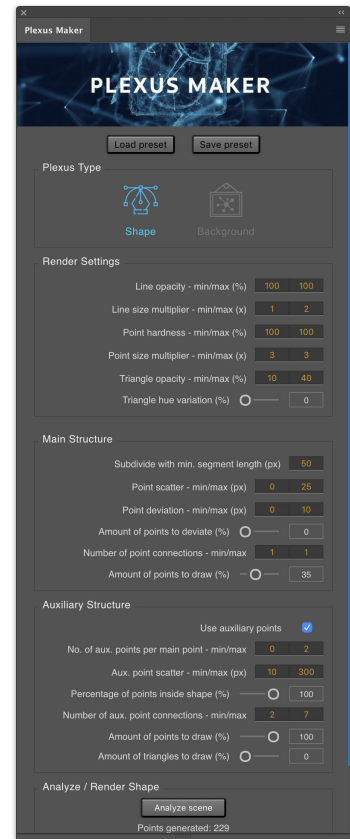 Plexus Maker
PLEXUS MAKER
Load preset Save preset
Plexus Type
Shape Background
Render Settings
Line opacity - min/max (%) 100 100
Line size multiplier - min/max (x) 1 2
Point hardness - min/max (%) 100 100
Point size multiplier - min/max (x) 3 3
Triangle opacity - min/max (%) 10 40
Triangle hue variation (%) 0
Main Structure
Subdivide with min. segment length (px) 50
Point scatter - min/max (px) 0 25
Point deviation - min/max (px) 0 10
Amount of points to deviate (%) 0
Number of point connections - min/max 1 1
Amount of points to draw (%) 35
Auxiliary Structure
Use auxiliary points
No. of aux. points per main point - min/max 0 2
Aux. point scatter - min/max (px) 10 300
Percentage of points inside shape (%) 100
Number of aux. point connections - min/max 2 7
Amount of points to draw (%) 100
Amount of triangles to draw (%) 0
Analyze / Render Shape
Analyze scene
Points generated: 229